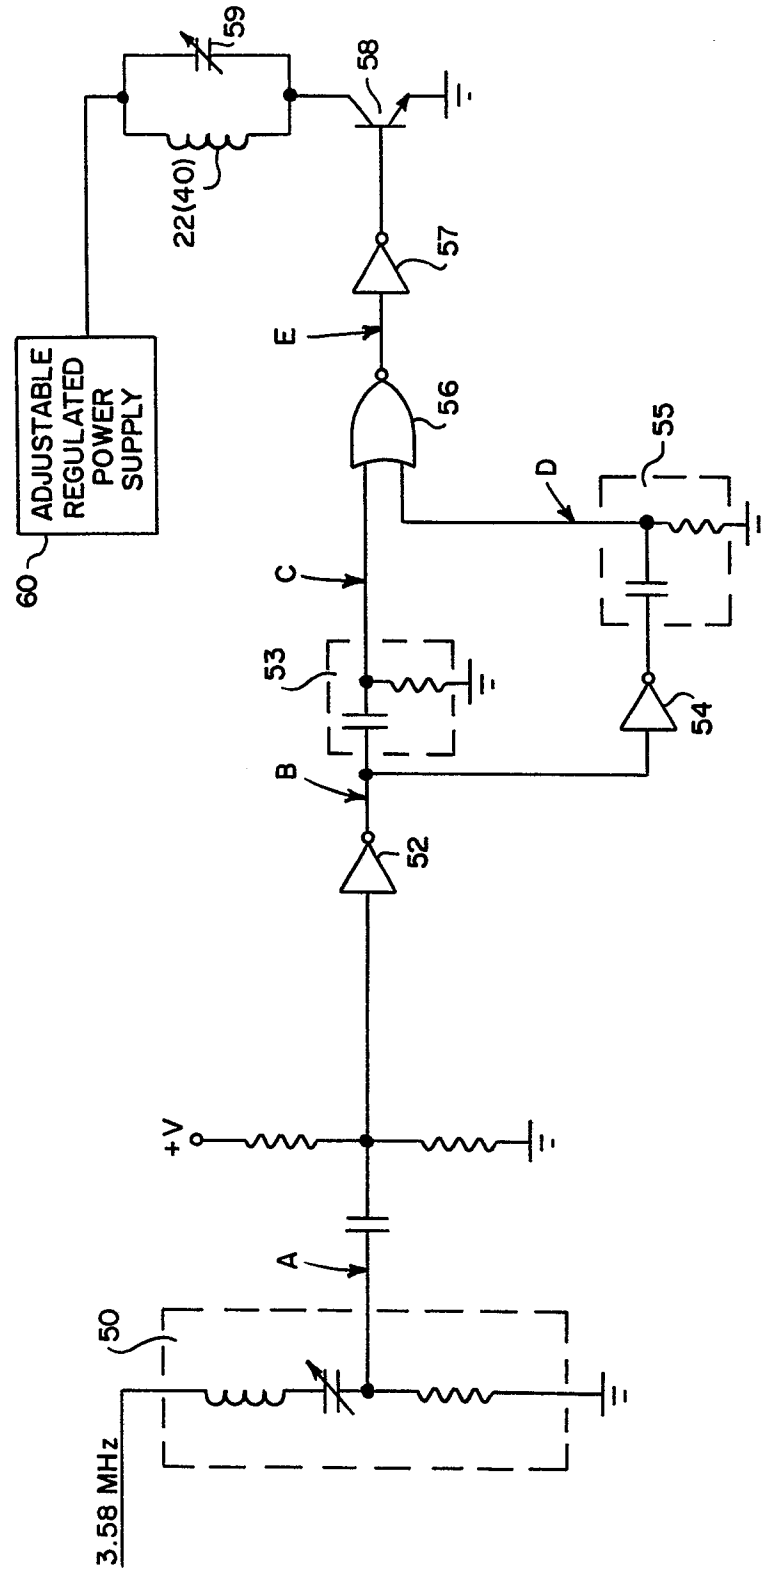 3.58 MHz
50
A
+V
52
B
53
54
C
D
55
56
E
57
58
59
22(40)
60
ADJUSTABLE
REGULATED
POWER
SUPPLY